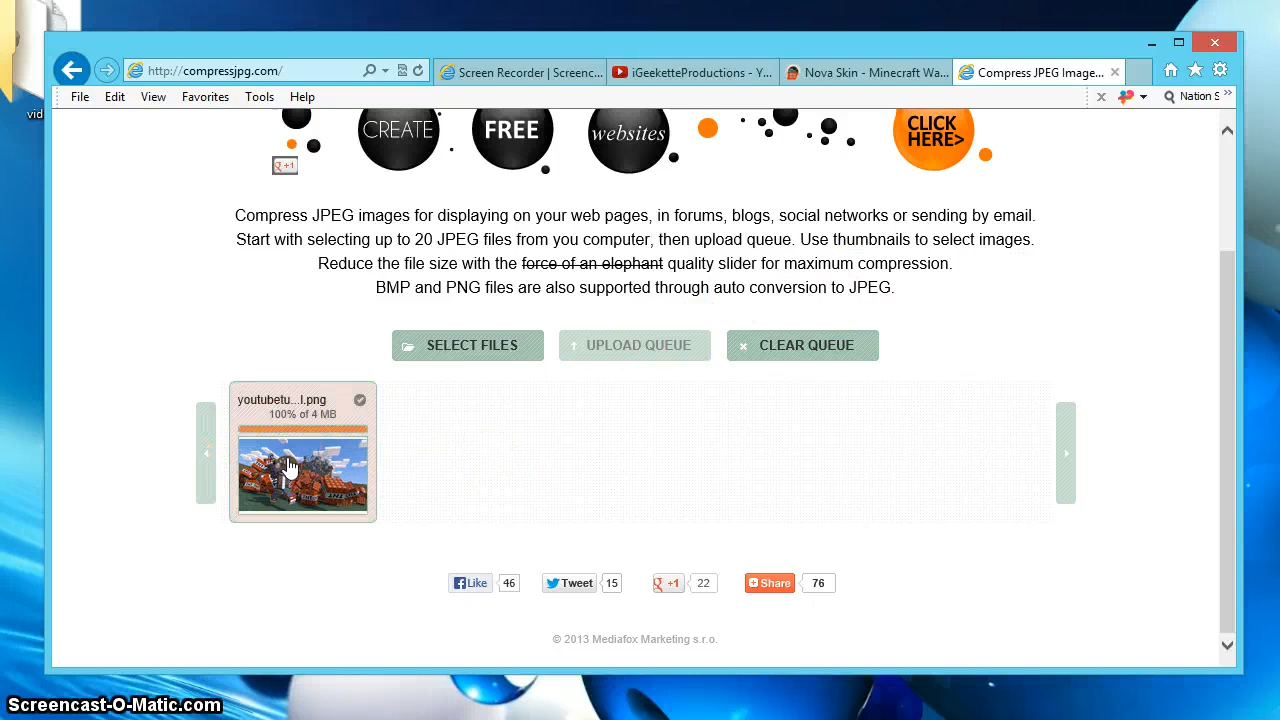 vid
http://compressjpg.com/
Screen Recorder | Screenc...
iGeeketteProductions - Y...
Nova Skin - Minecraft Wa...
Compress JPEG Image...
File Edit View Favorites Tools Help
Nation S
CREATE FREE websites CLICK
HERE>
g +1
Compress JPEG images for displaying on your web pages, in forums, blogs, social networks or sending by email.
Start with selecting up to 20 JPEG files from you computer, then upload queue. Use thumbnails to select images.
Reduce the file size with the force of an elephant quality slider for maximum compression.
BMP and PNG files are also supported through auto conversion to JPEG.
SELECT FILES UPLOAD QUEUE CLEAR QUEUE
youtubetu...l.png
100% of 4 MB
Like 46 Tweet 15 g +1 22 Share 76
© 2013 Mediafox Marketing s.r.o.
Screencast-O-Matic.com